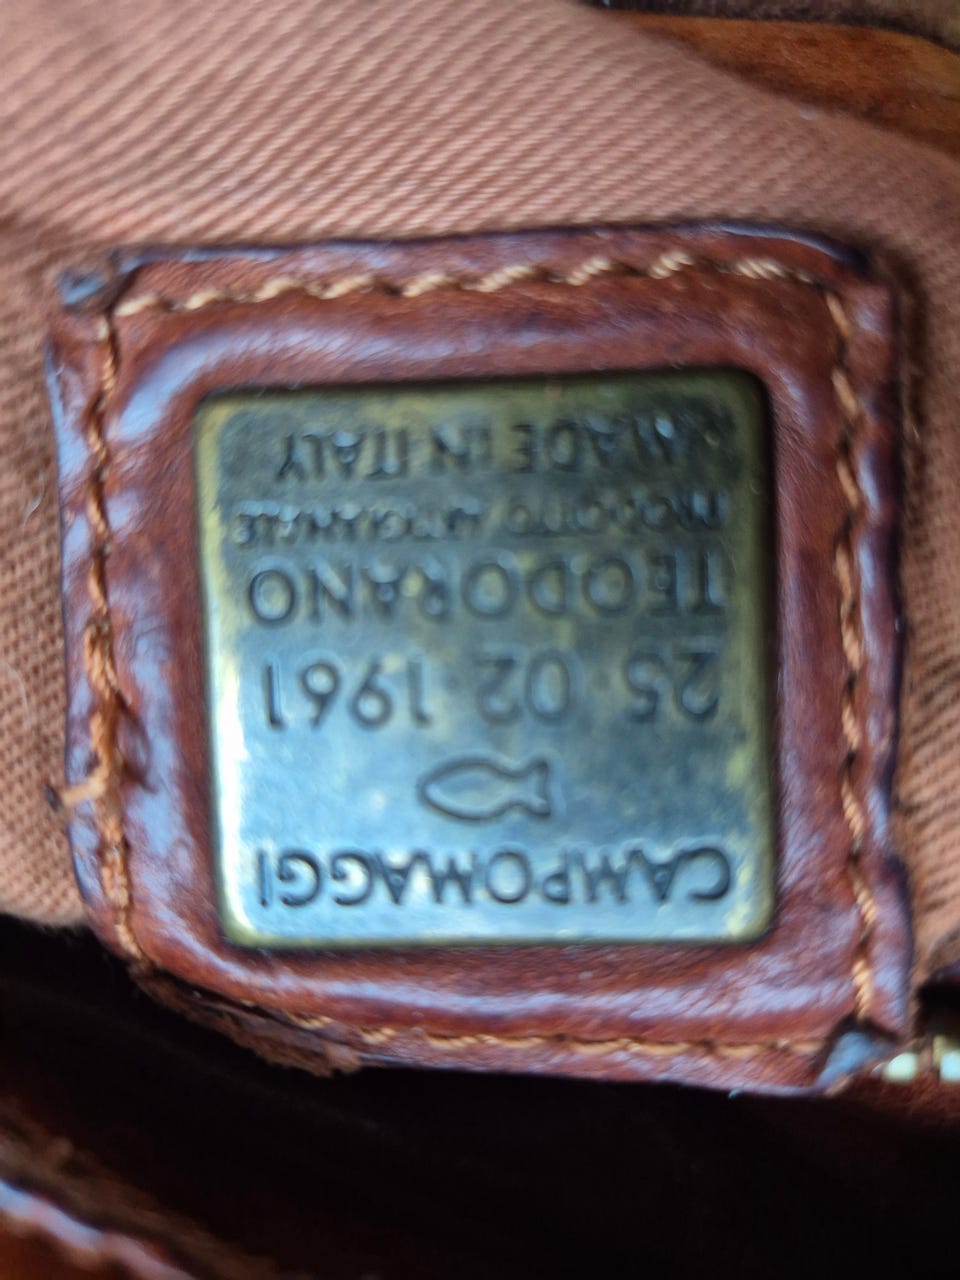 CAMPOMAGGI
25 02 1961
TEODORANO
PRODOTTO ARTIGIANALE
MADE IN ITALY